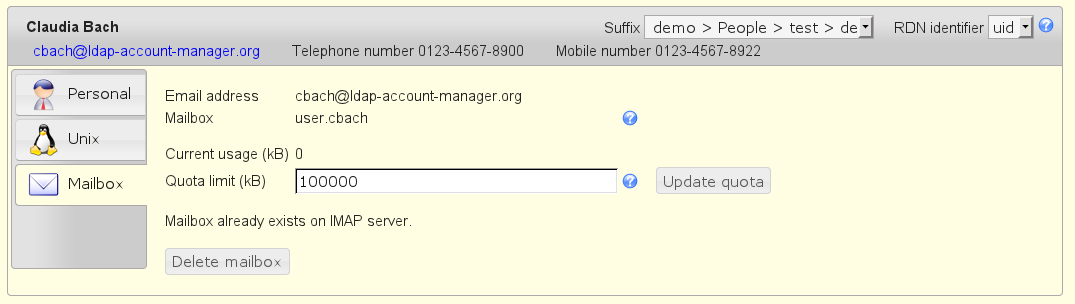 Claudia Bach Suffix demo > People > test > de RDN identifier uid
cbach@ldap-account-manager.org Telephone number 0123-4567-8900 Mobile number 0123-4567-8922
Personal
Unix
Mailbox
Email address cbach@ldap-account-manager.org
Mailbox user.cbach
Current usage (kB) 0
Quota limit (kB) 100000 Update quota
Mailbox already exists on IMAP server.
Delete mailbox